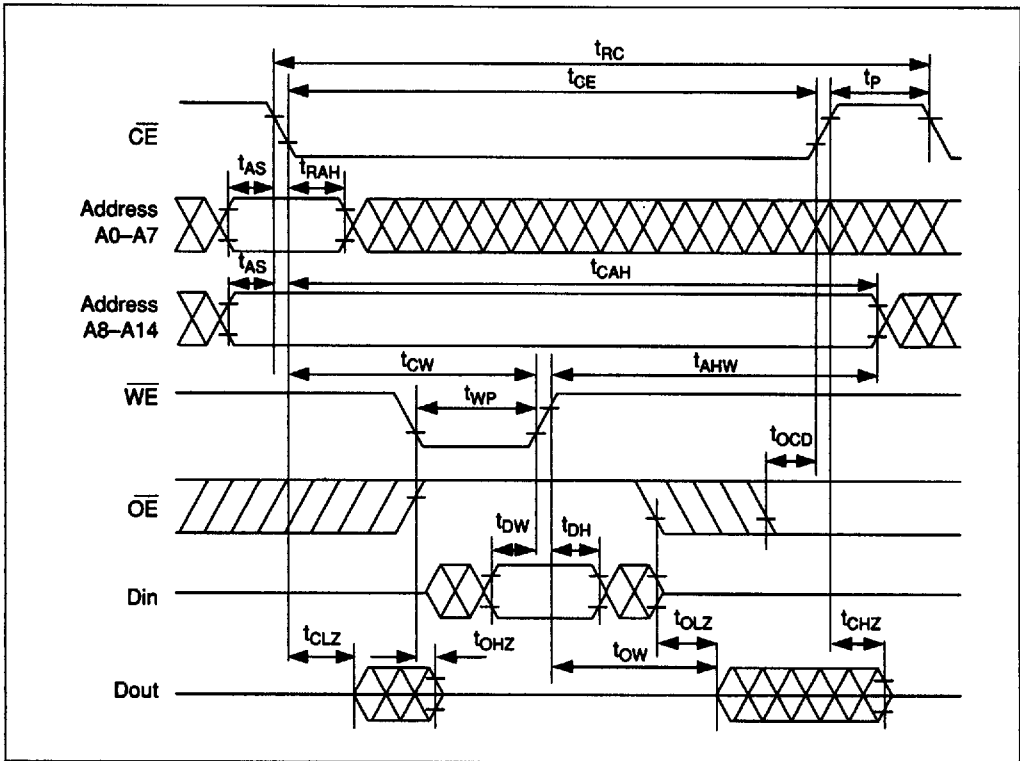 tRC
tCE
tP
CE
tAS
tRAH
Address
A0–A7
tAS
tCAH
Address
A8–A14
tCW
tAHW
WE
tWP
tOCD
OE
tDW
tDH
Din
tCLZ
tOHZ
tOLZ
tOW
tCHZ
Dout